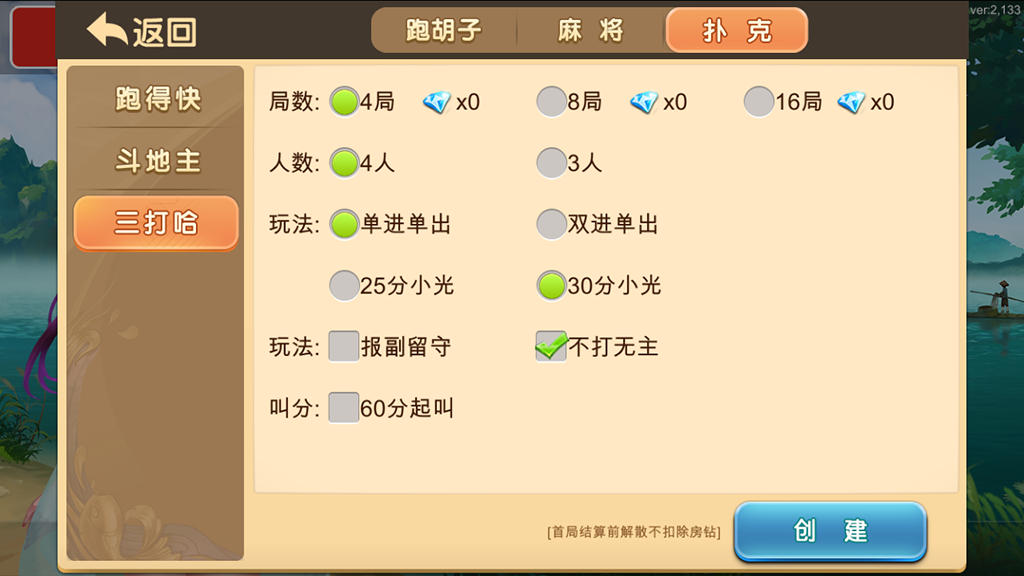 ver:2,133
返回
跑胡子 麻将 扑克
跑得快
斗地主
三打哈
局数: 4局 x0 8局 x0 16局 x0
人数: 4人 3人
玩法: 单进单出 双进单出
25分小光 30分小光
玩法: 报副留守 不打无主
叫分: 60分起叫
[首局结算前解散不扣除房钻]
创建